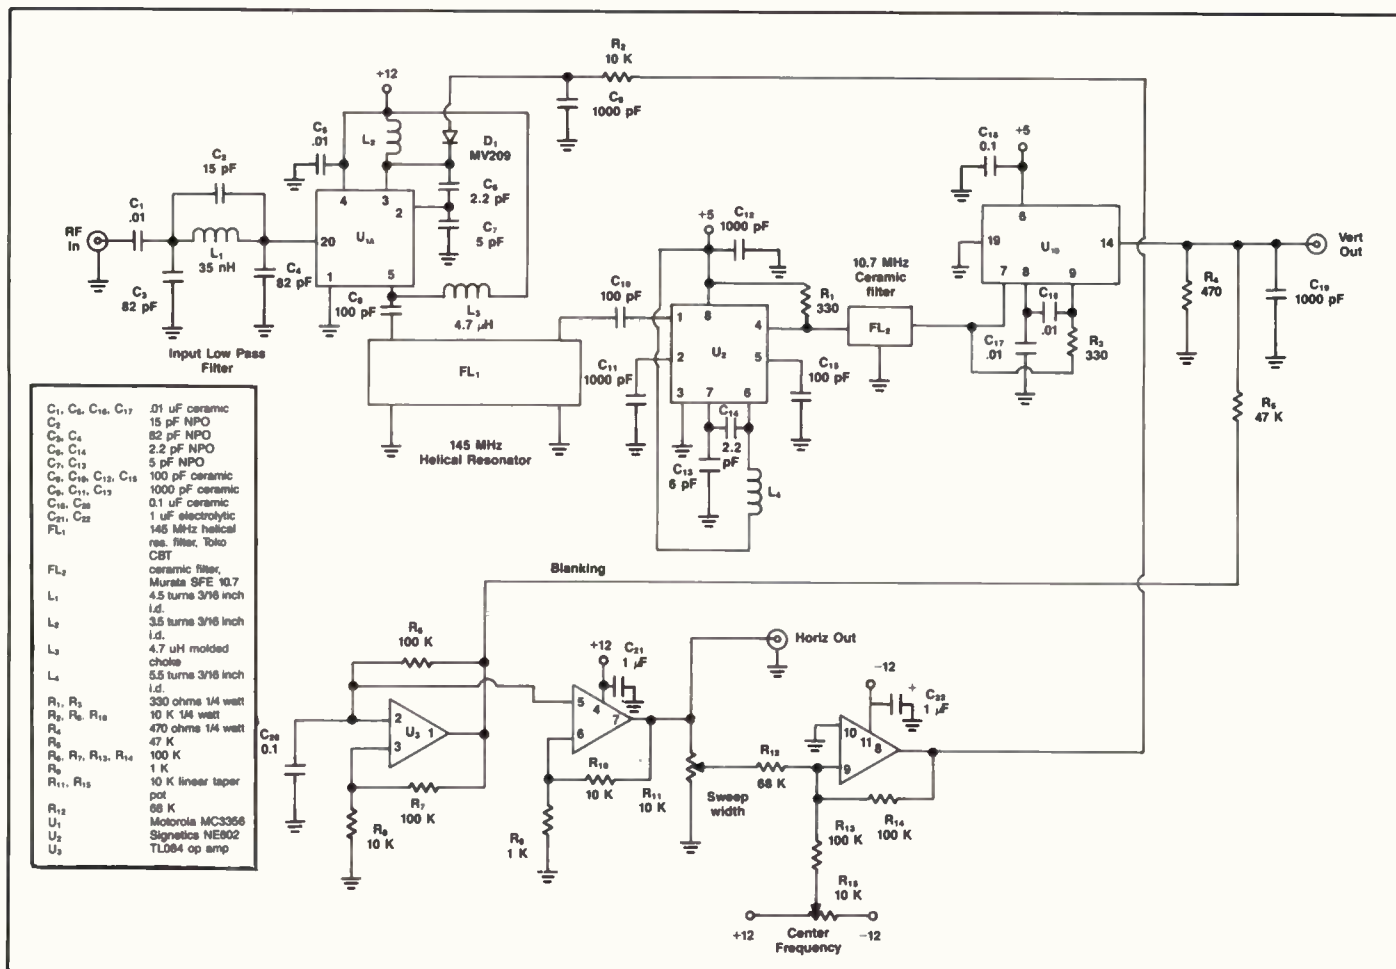 R2
10 K
+12
C9
1000 pF
C5
.01
L2
D1
MV209
C6
2.2 pF
C7
5 pF
C2
15 pF
C1
.01
RF
In
L1
35 nH
C3
82 pF
C4
82 pF
4
3
2
20
U1A
1
5
C8
100 pF
L3
4.7 μH
Input Low Pass
Filter
FL1
145 MHz
Helical Resonator
C10
100 pF
C11
1000 pF
+5
C12
1000 pF
8
1
4
2
U2
5
3
7
6
R1
330
10.7 MHz
Ceramic
filter
FL2
C15
100 pF
C14
2.2
pF
C13
6 pF
L4
C18
0.1
+5
6
19
U1B
14
7
8
9
C16
.01
C17
.01
R3
330
Vert
Out
R4
470
C19
1000 pF
R5
47 K
C1, C5, C16, C17 .01 uF ceramic
C2 15 pF NPO
C3, C4 82 pF NPO
C6, C14 2.2 pF NPO
C7, C13 5 pF NPO
C8, C10, C12, C15 100 pF ceramic
C9, C11, C13 1000 pF ceramic
C18, C20 0.1 uF ceramic
C21, C22 1 uF electrolytic
FL1 145 MHz helical
res. filter, Toko
CBT
FL2 ceramic filter,
Murata SFE 10.7
L1 4.5 turns 3/16 inch
i.d.
L2 3.5 turns 3/16 inch
i.d.
L3 4.7 uH molded
choke
L4 5.5 turns 3/16 inch
i.d.
R1, R3 330 ohms 1/4 watt
R2, R8, R10 10 K 1/4 watt
R4 470 ohms 1/4 watt
R5 47 K
R6, R7, R13, R14 100 K
R9 1 K
R11, R15 10 K linear taper
pot
R12 68 K
U1 Motorola MC3356
U2 Signetics NE602
U3 TL084 op amp
Blanking
R6
100 K
C20
0.1
2
U3
1
3
R7
100 K
R8
10 K
+12
C21
1 μF
5
4
7
6
R10
10 K
R9
1 K
R11
10 K
Horiz Out
Sweep
width
R12
68 K
-12
+
C22
1 μF
10
11
8
9
R14
100 K
R13
100 K
R15
10 K
+12
-12
Center
Frequency